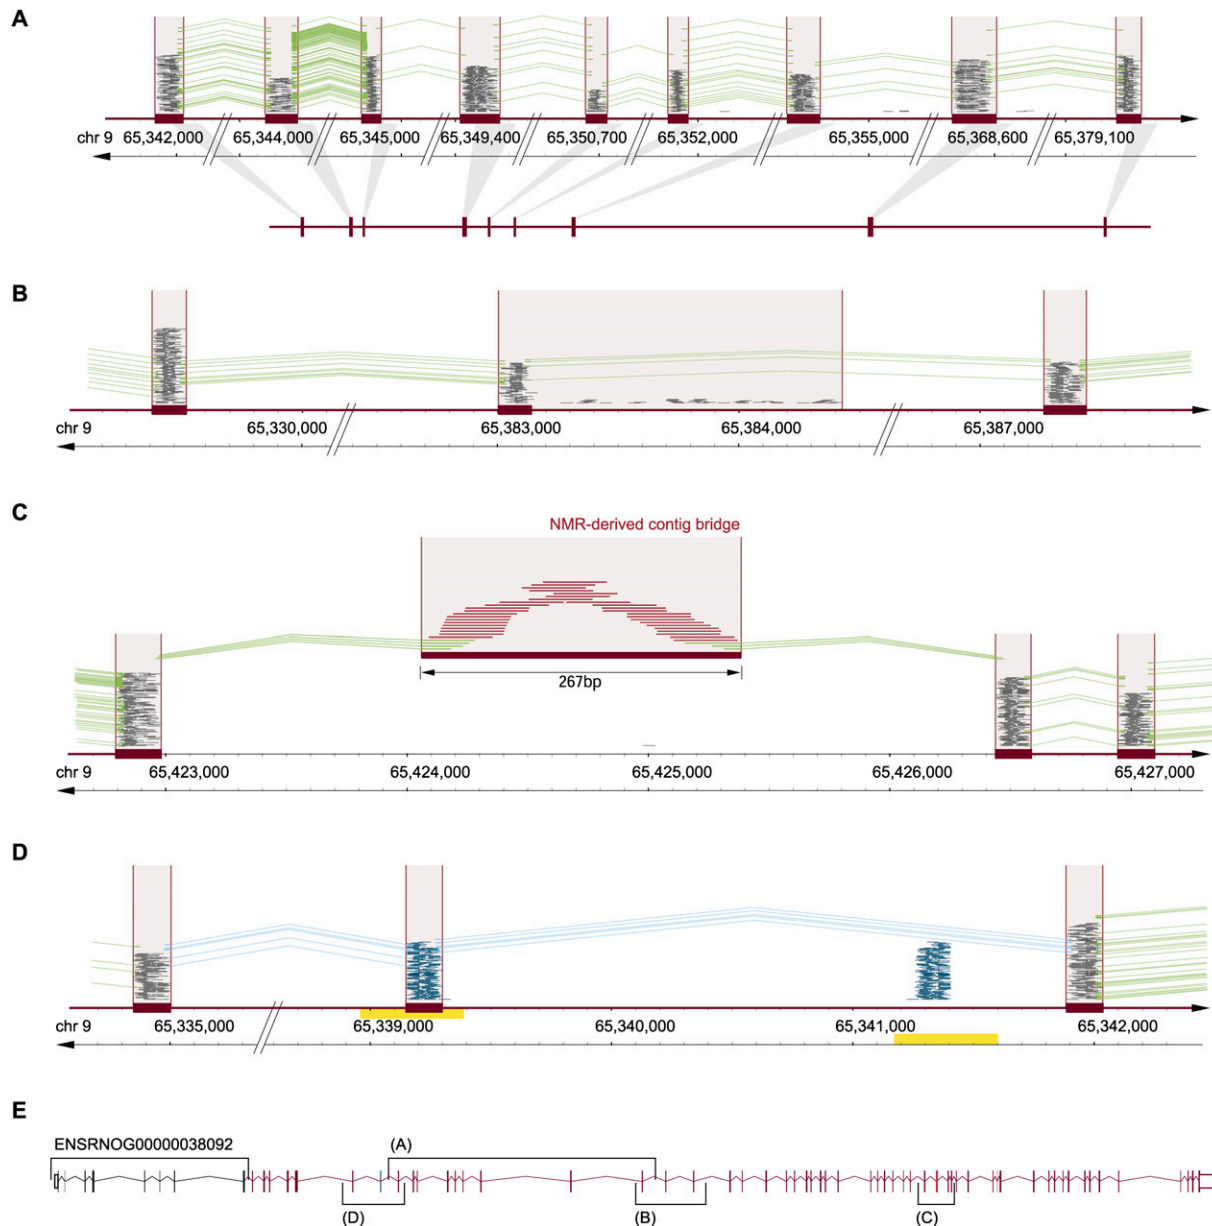 A
chr 9 65,342,000 65,344,000 65,345,000 65,349,400 65,350,700 65,352,000 65,355,000 65,368,600 65,379,100
B
chr 9 65,330,000 65,383,000 65,384,000 65,387,000
C
NMR-derived contig bridge
267bp
chr 9 65,423,000 65,424,000 65,425,000 65,426,000 65,427,000
D
chr 9 65,335,000 65,339,000 65,340,000 65,341,000 65,342,000
E
ENSRNOG00000038092 (A)
(D) (B) (C)